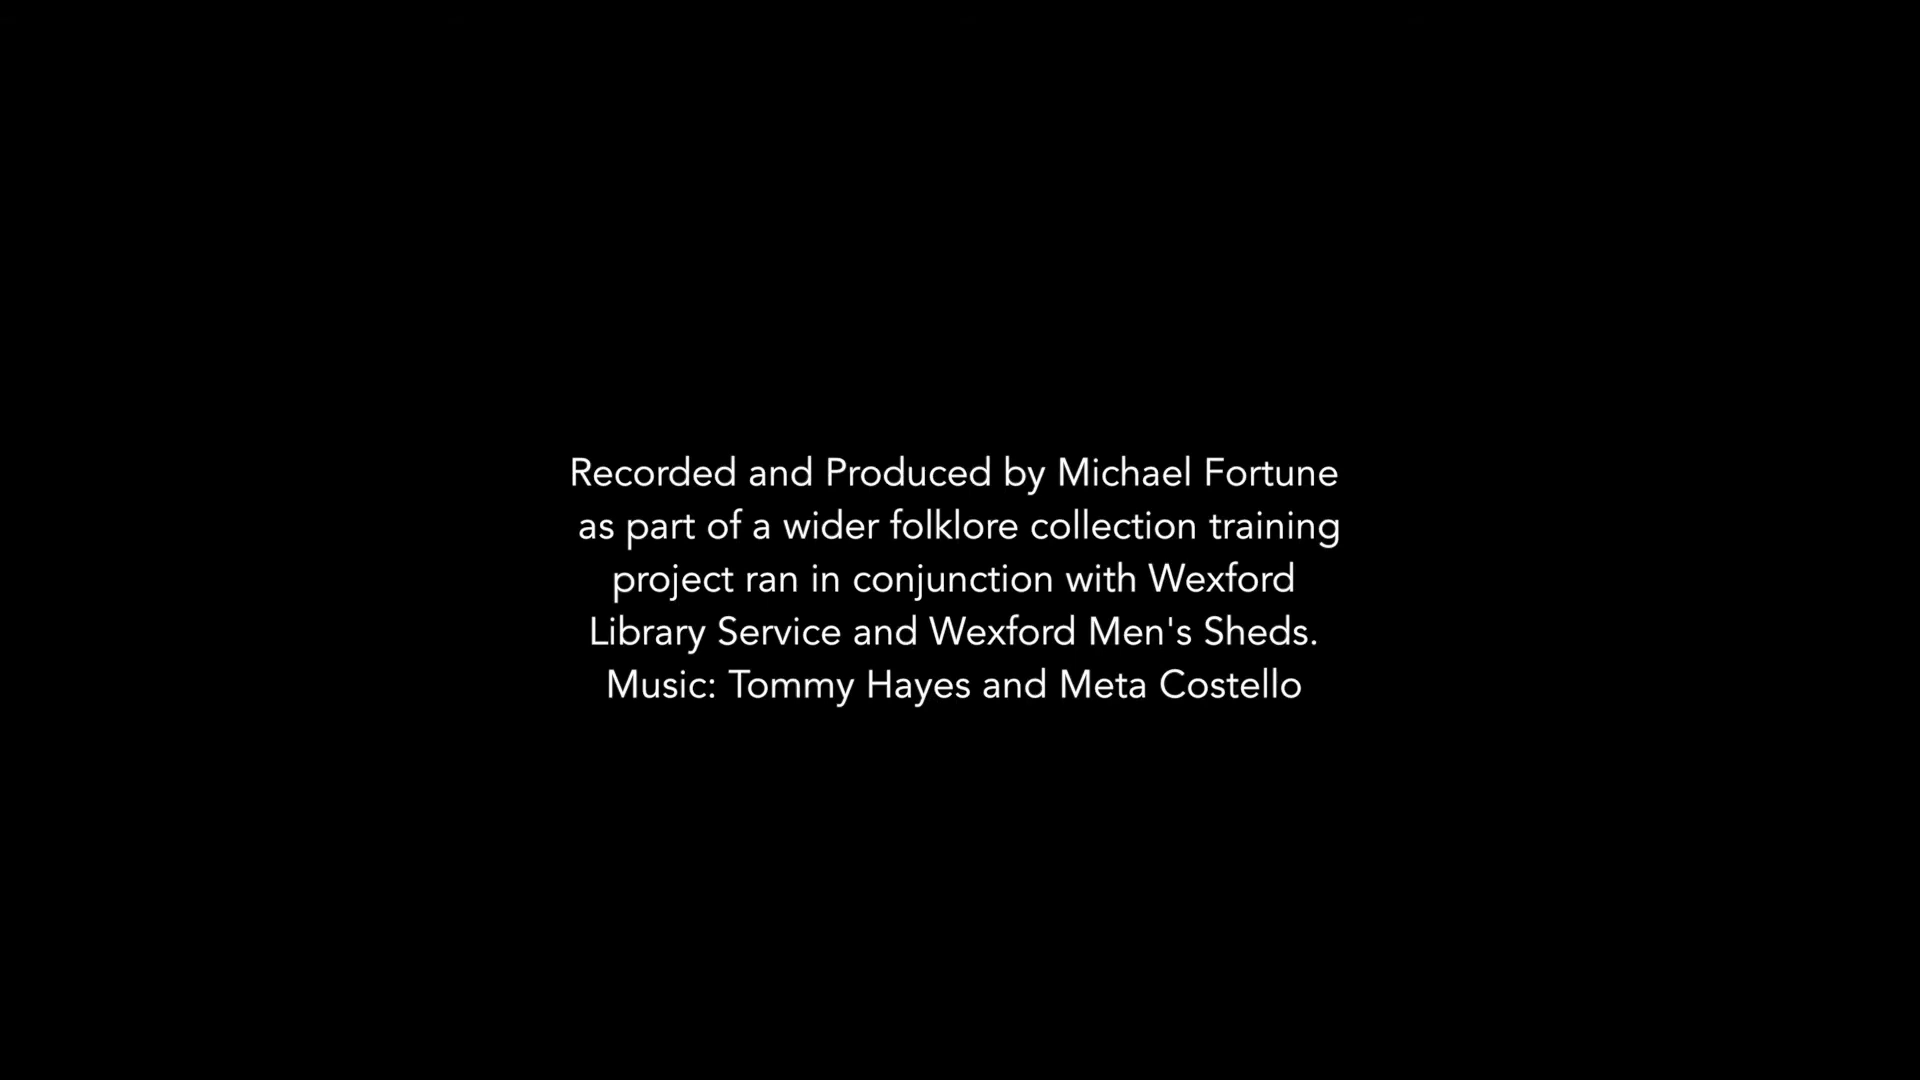 Recorded and Produced by Michael Fortune
as part of a wider folklore collection training
project ran in conjunction with Wexford
Library Service and Wexford Men's Sheds.
Music: Tommy Hayes and Meta Costello